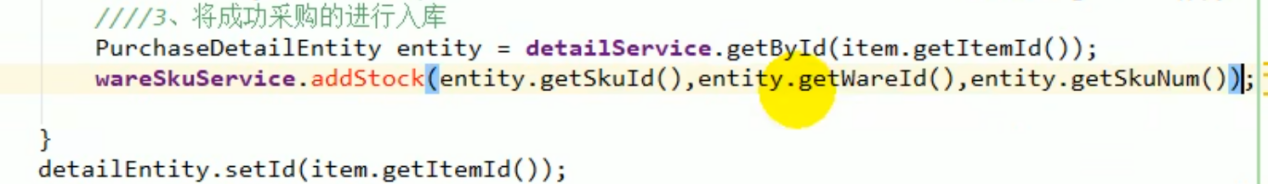 ////3、将成功采购的进行入库
PurchaseDetailEntity entity = detailService.getById(item.getItemId());
wareSkuService.addStock(entity.getSkuId(),entity.getWareId(),entity.getSkuNum());
}
detailEntity.setId(item.getItemId());